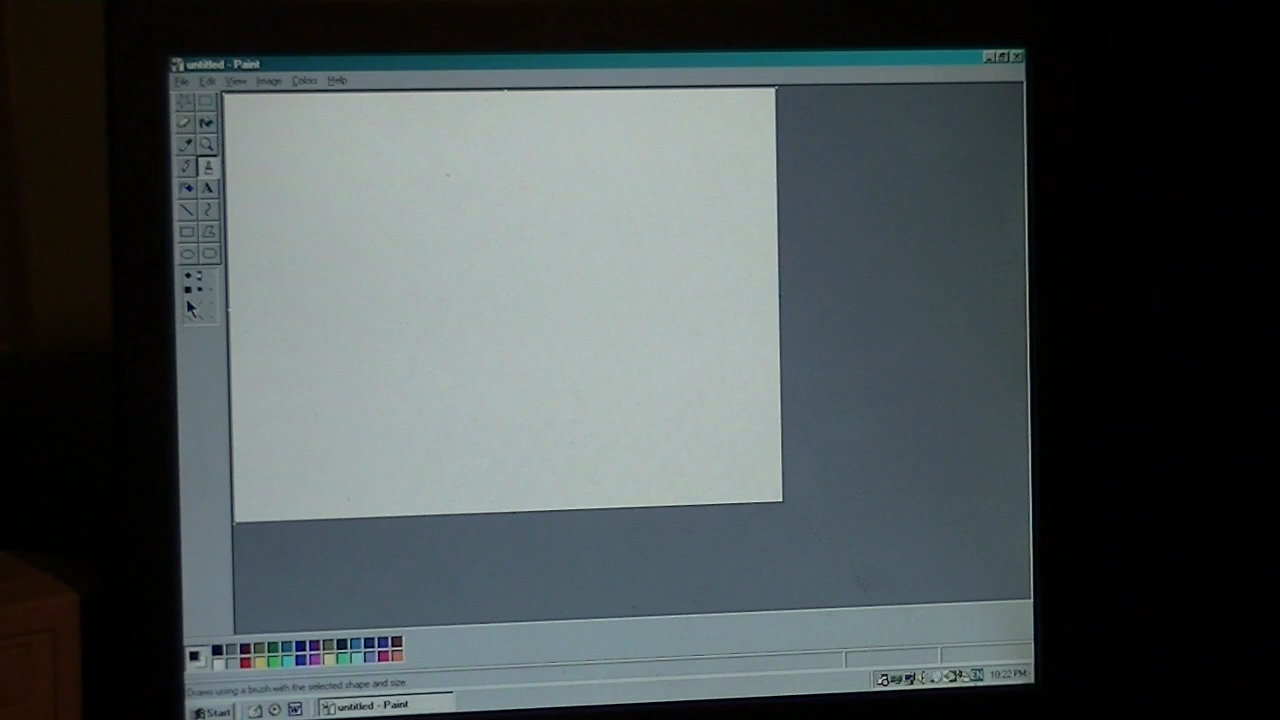 untitled - Paint
File Edit View Image Colors Help
A
Draws using a brush with the selected shape and size.
Start
W
untitled - Paint
EN
10:22 PM